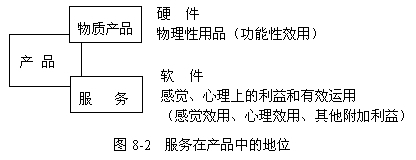 硬 件
物质产品
物理性用品（功能性效用）
产 品
软 件
服 务
感觉、心理上的利益和有效运用
（感觉效用、心理效用、其他附加利益）
图 8-2 服务在产品中的地位